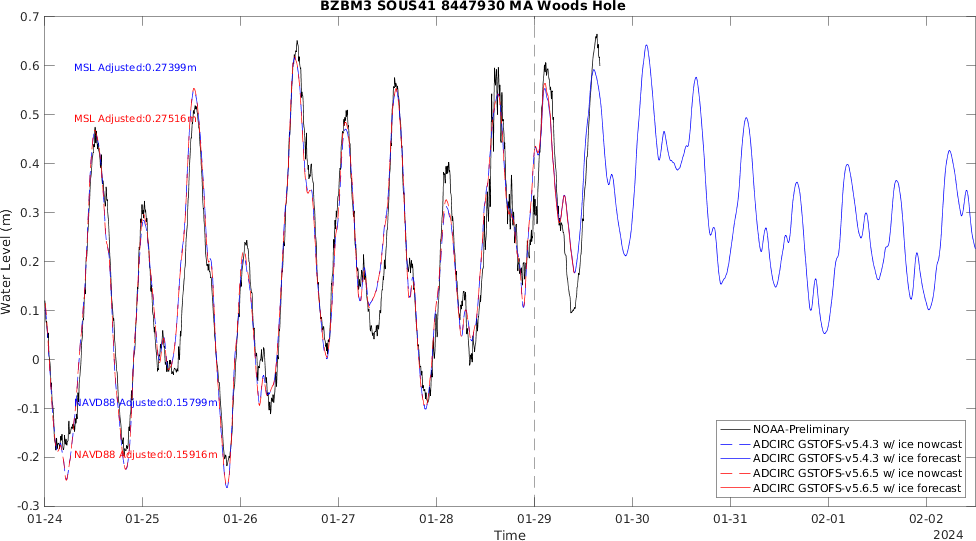 BZBM3 SOUS41 8447930 MA Woods Hole
0.7
0.6
0.5
0.4
0.3
0.2
0.1
0
-0.1
-0.2
-0.3
Water Level (m)
MSL Adjusted:0.27399m
MSL Adjusted:0.27516m
NAVD88 Adjusted:0.15799m
NAVD88 Adjusted:0.15916m
NOAA-Preliminary
ADCIRC GSTOFS-v5.4.3 w/ ice nowcast
ADCIRC GSTOFS-v5.4.3 w/ ice forecast
ADCIRC GSTOFS-v5.6.5 w/ ice nowcast
ADCIRC GSTOFS-v5.6.5 w/ ice forecast
01-24 01-25 01-26 01-27 01-28 01-29 01-30 01-31 02-01 02-02
Time
2024